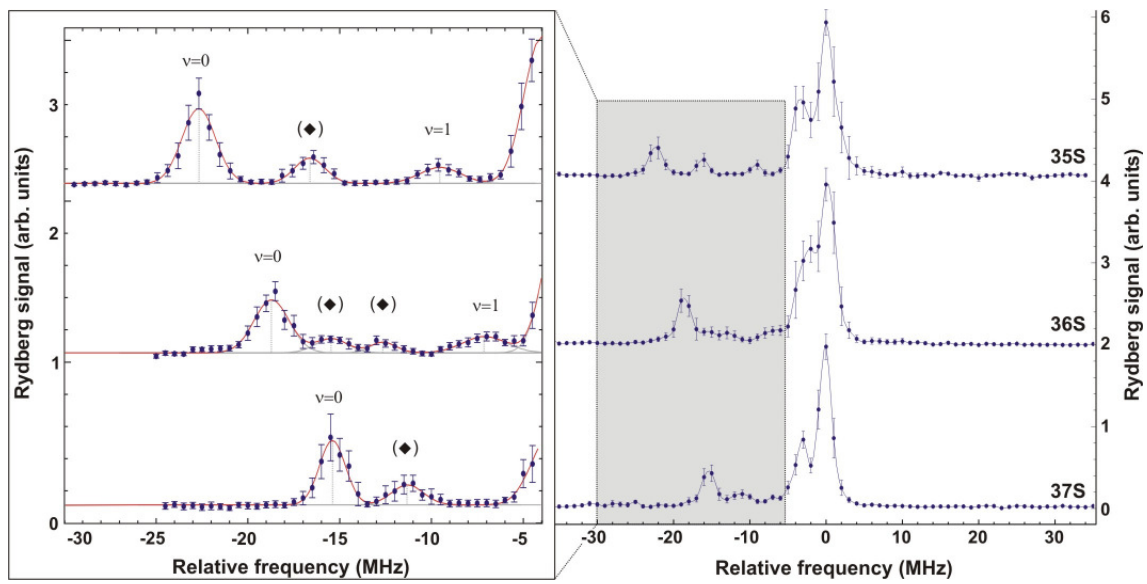 ν=0
(◆)
ν=1
3
2
ν=0
(◆)
(◆)
ν=1
1
ν=0
(◆)
0
-30
-25
-20
-15
-10
-5
Relative frequency (MHz)
Rydberg signal (arb. units)
35S
36S
37S
6
5
4
3
2
1
0
-30
-20
-10
0
10
20
30
Relative frequency (MHz)
Rydberg signal (arb. units)